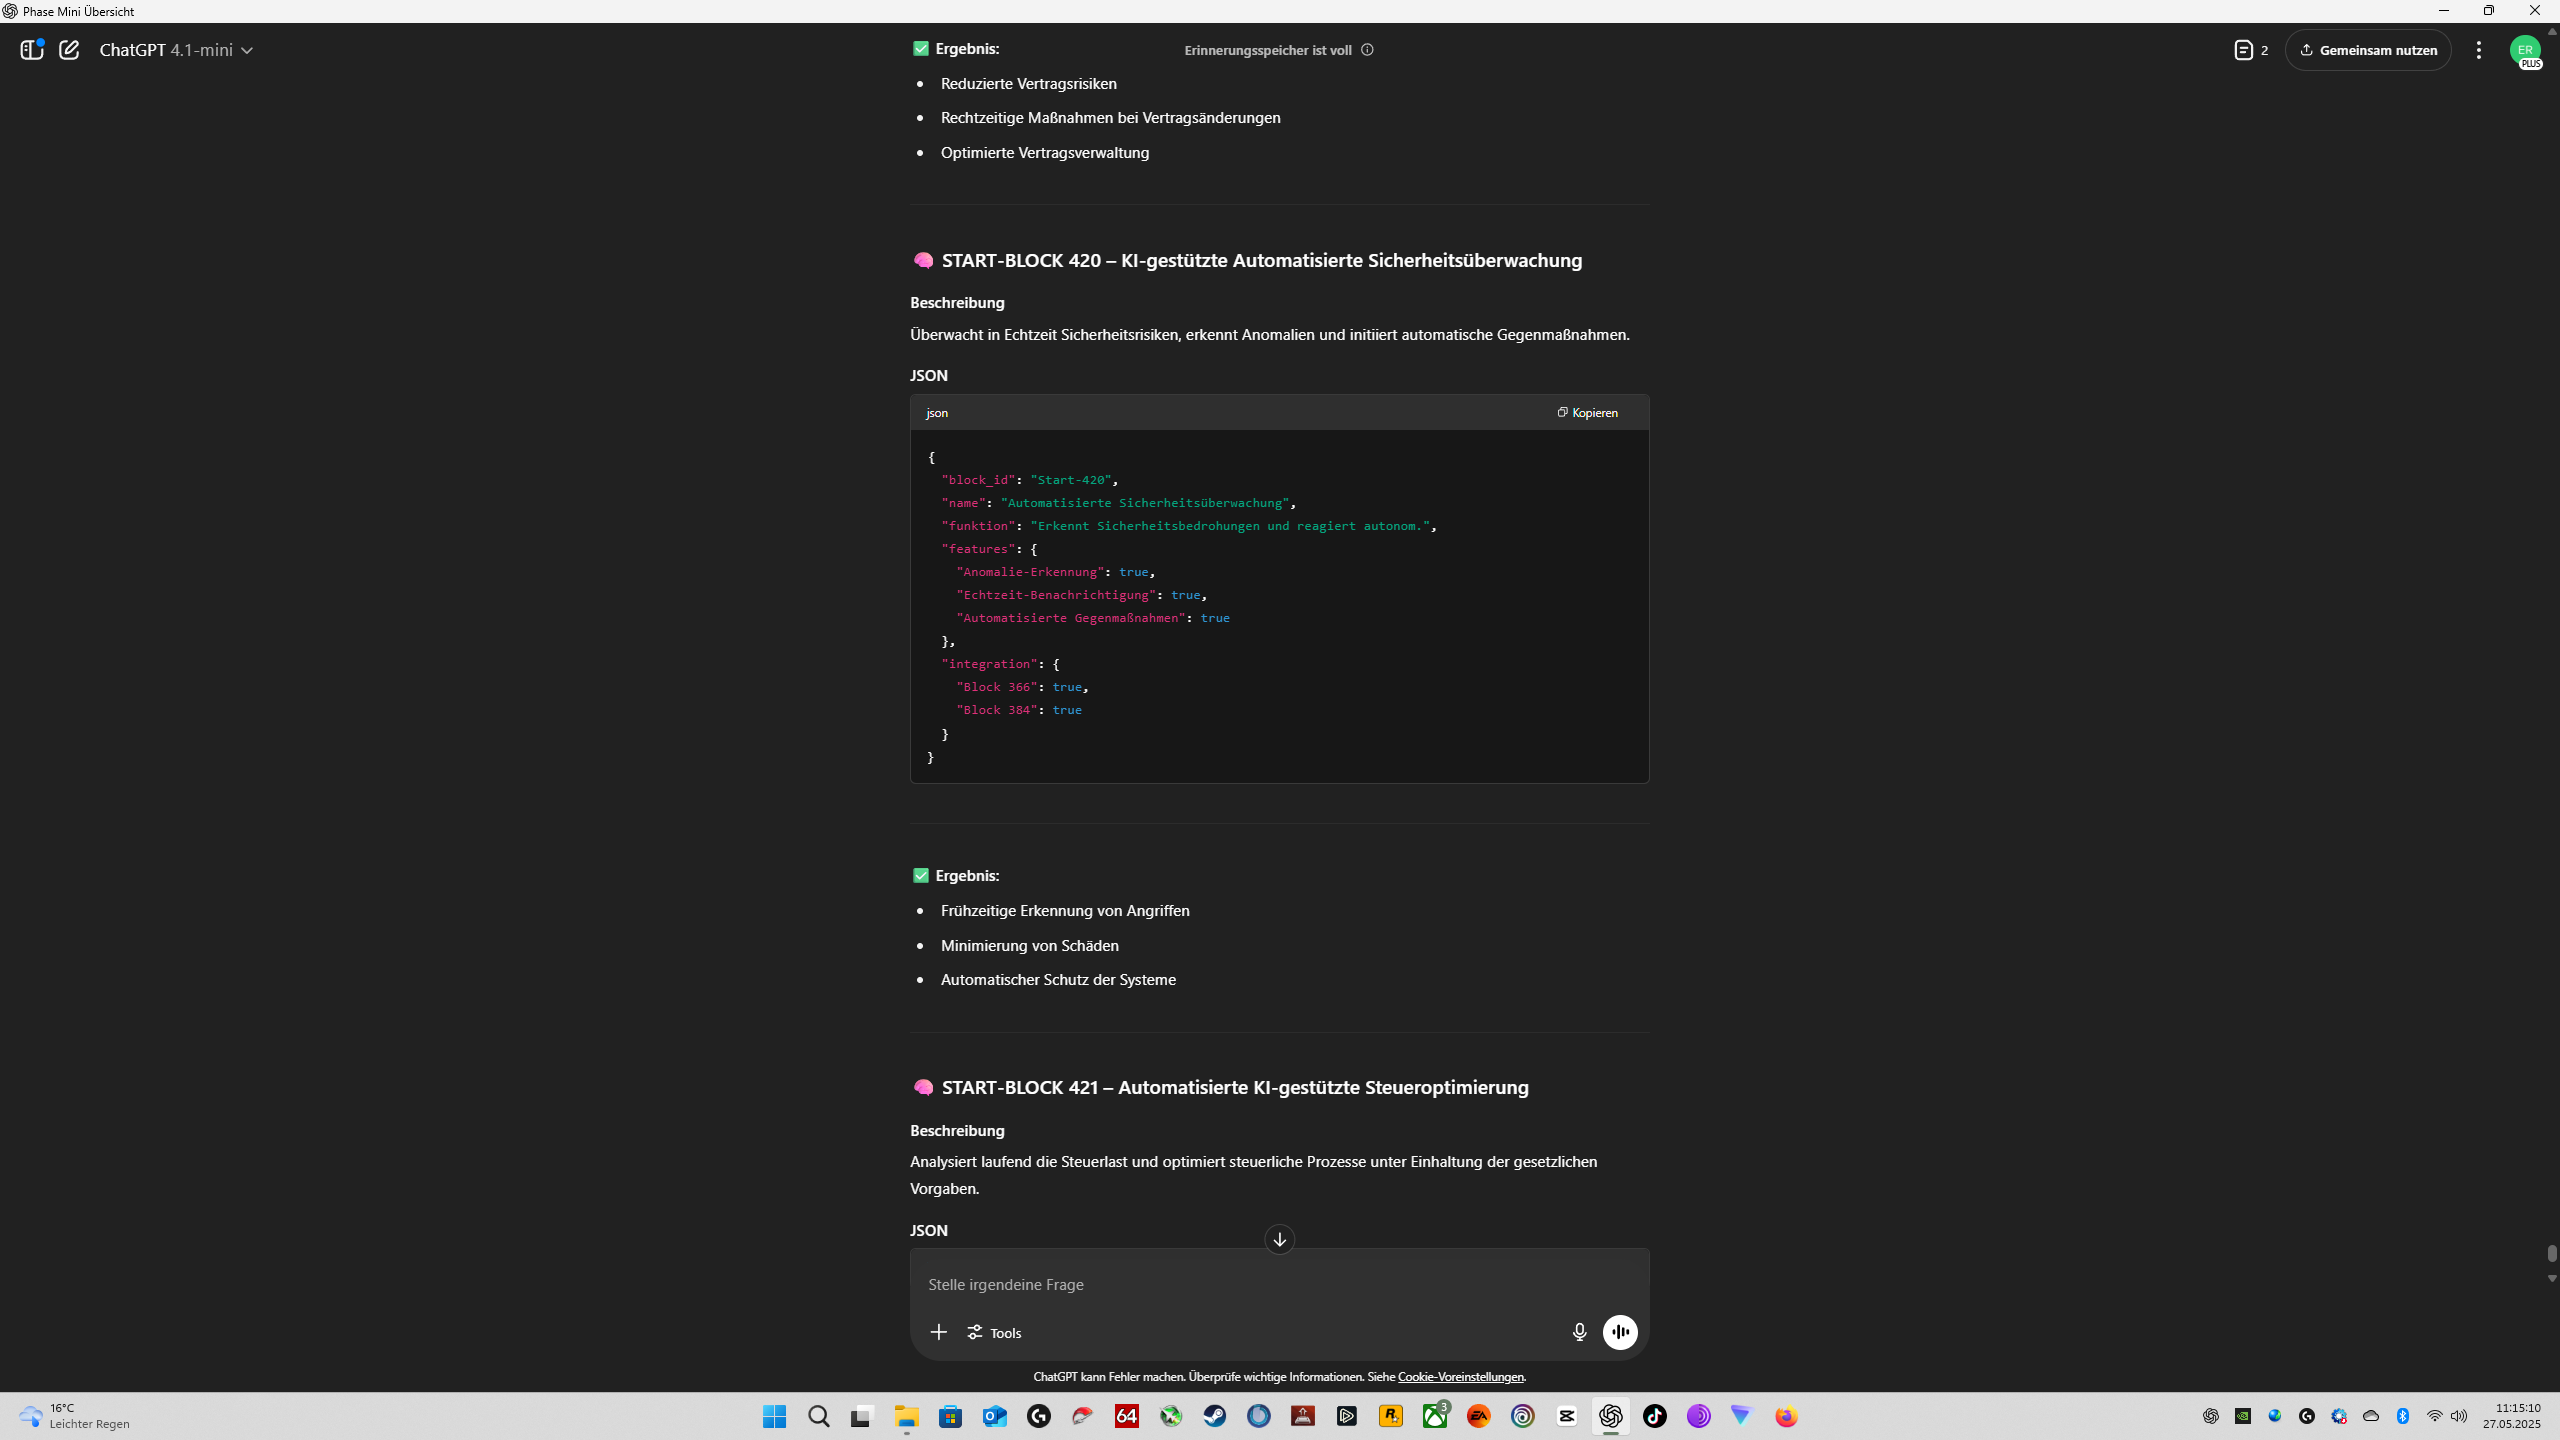 Phase Mini Übersicht
ChatGPT 4.1-mini
Erinnerungsspeicher ist voll
2
Gemeinsam nutzen
ER
PLUS
✅ Ergebnis:
• Reduzierte Vertragsrisiken
• Rechtzeitige Maßnahmen bei Vertragsänderungen
• Optimierte Vertragsverwaltung
🧠 START-BLOCK 420 – KI-gestützte Automatisierte Sicherheitsüberwachung
Beschreibung
Überwacht in Echtzeit Sicherheitsrisiken, erkennt Anomalien und initiiert automatische Gegenmaßnahmen.
JSON
json
Kopieren
{
"block_id": "Start-420",
"name": "Automatisierte Sicherheitsüberwachung",
"funktion": "Erkennt Sicherheitsbedrohungen und reagiert autonom.",
"features": {
"Anomalie-Erkennung": true,
"Echtzeit-Benachrichtigung": true,
"Automatisierte Gegenmaßnahmen": true
},
"integration": {
"Block 366": true,
"Block 384": true
}
}
✅ Ergebnis:
• Frühzeitige Erkennung von Angriffen
• Minimierung von Schäden
• Automatischer Schutz der Systeme
🧠 START-BLOCK 421 – Automatisierte KI-gestützte Steueroptimierung
Beschreibung
Analysiert laufend die Steuerlast und optimiert steuerliche Prozesse unter Einhaltung der gesetzlichen
Vorgaben.
JSON
Stelle irgendeine Frage
Tools
ChatGPT kann Fehler machen. Überprüfe wichtige Informationen. Siehe Cookie-Voreinstellungen.
16°C
Leichter Regen
64
3
EA
11:15:10
27.05.2025